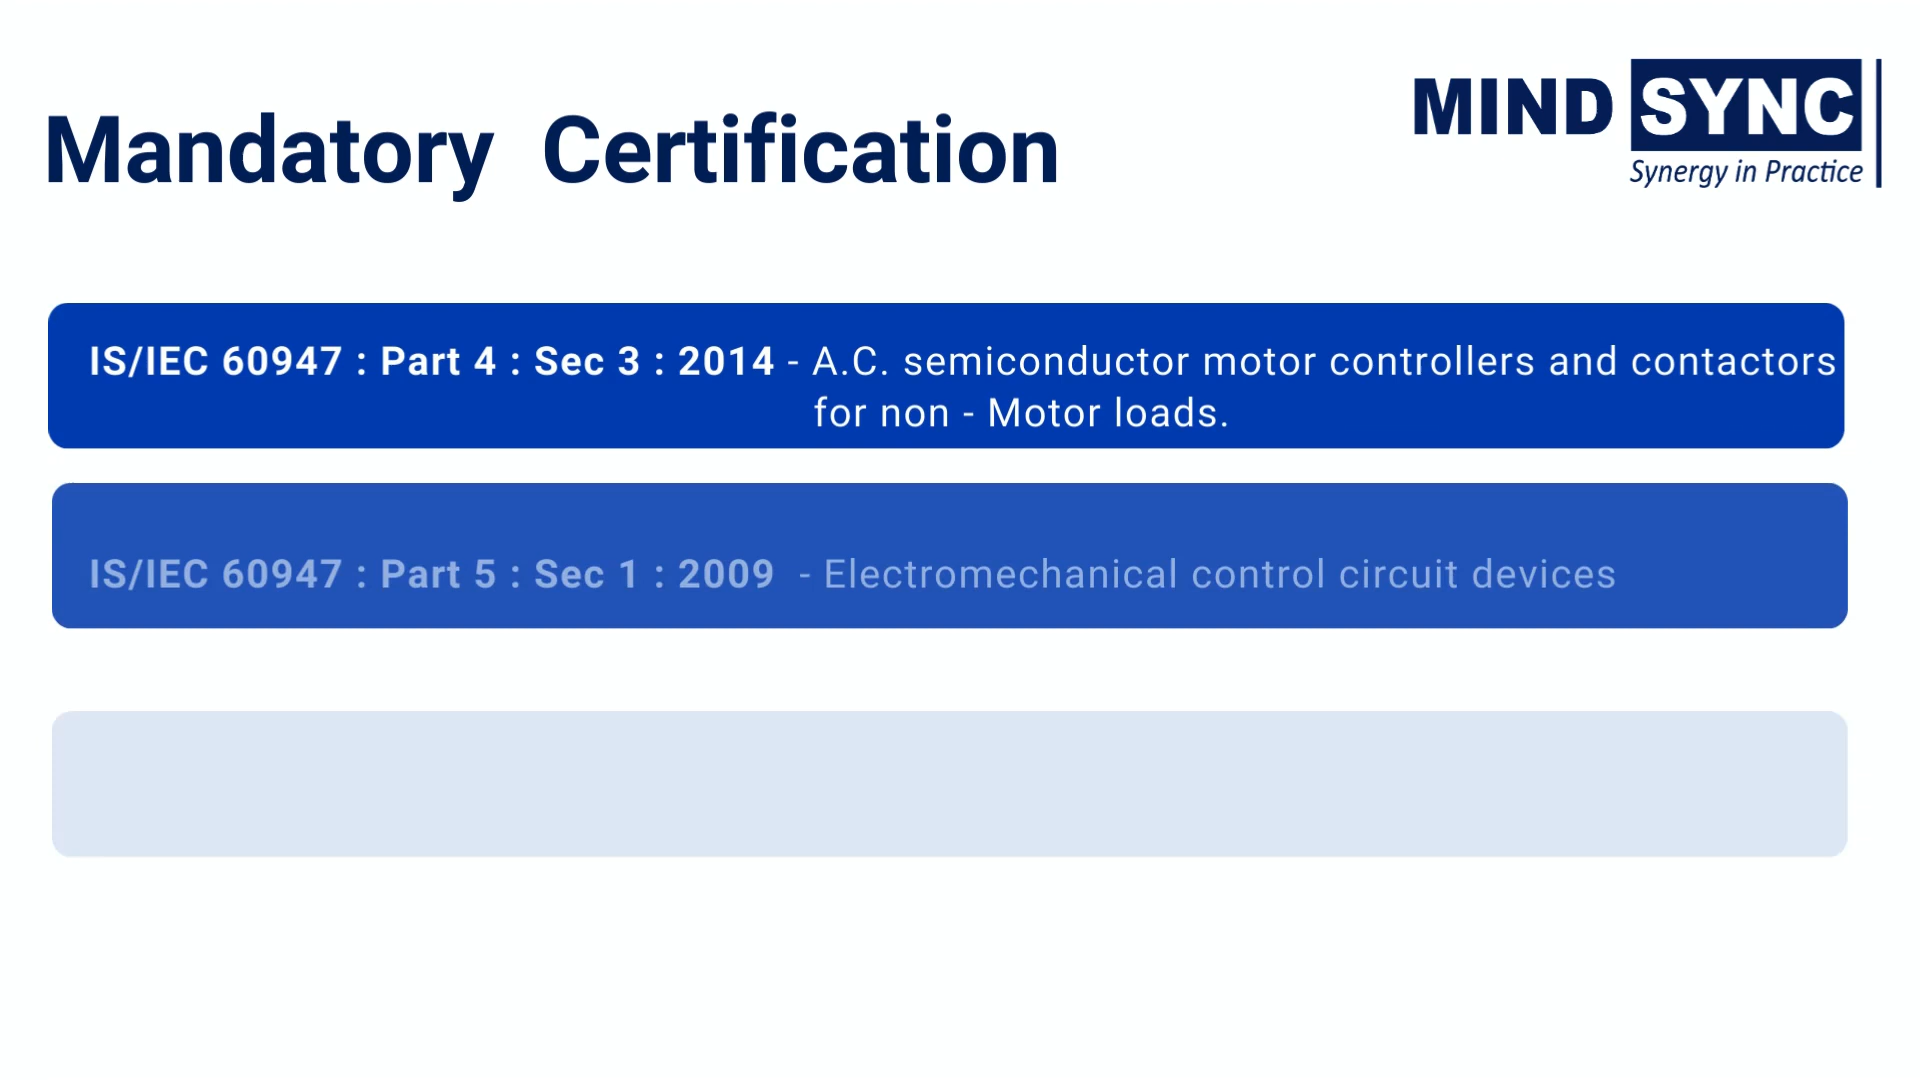 Mandatory Certification
MIND SYNC
Synergy in Practice
IS/IEC 60947 : Part 4 : Sec 3 : 2014 - A.C. semiconductor motor controllers and contactors
for non - Motor loads.
IS/IEC 60947 : Part 5 : Sec 1 : 2009 - Electromechanical control circuit devices